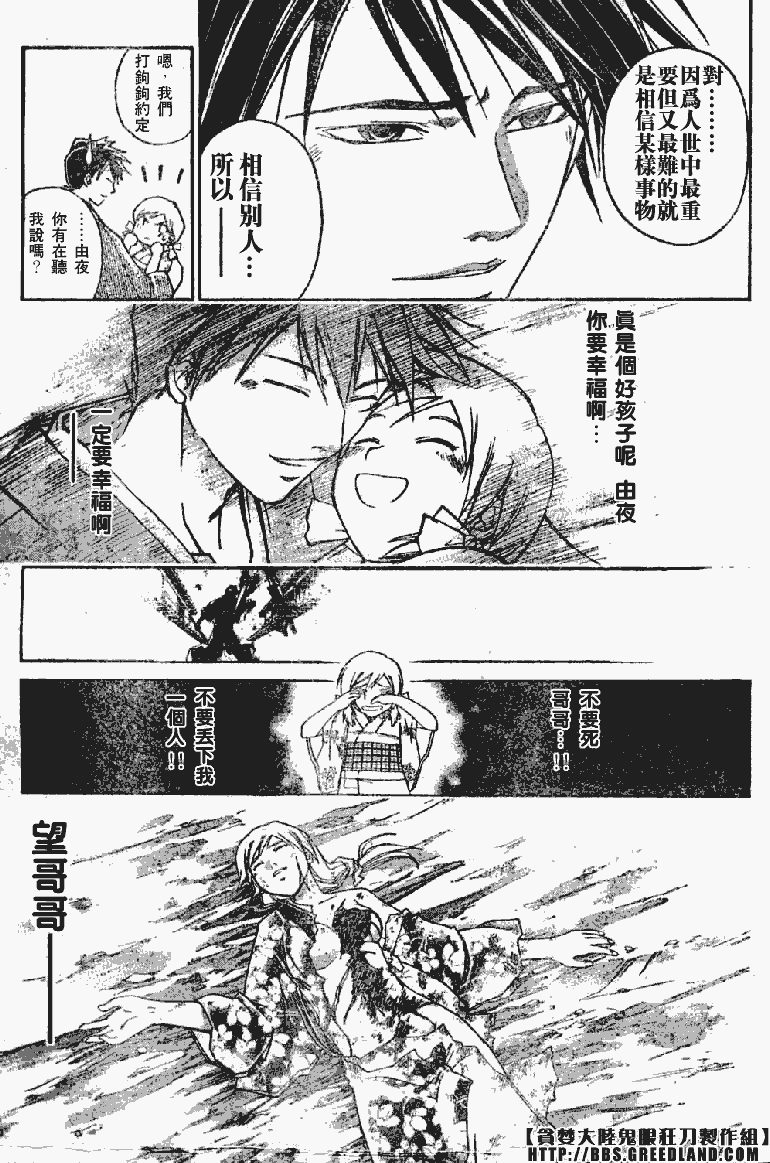 對………
因爲人世中最重
要但又最難的就
是相信某樣事物
相信別人…
所以——
嗯，我們
打鉤鉤約定
……由夜
你有在聽
我說嗎？
真是個好孩子呢 由夜
你要幸福啊…
一定要幸福啊
——
不要死
哥哥…!!
不要丟下我
一個人!!
望哥哥——
【貪婪大陸鬼眼狂刀製作組】
HTTP://BBS.GREEDLAND.COM